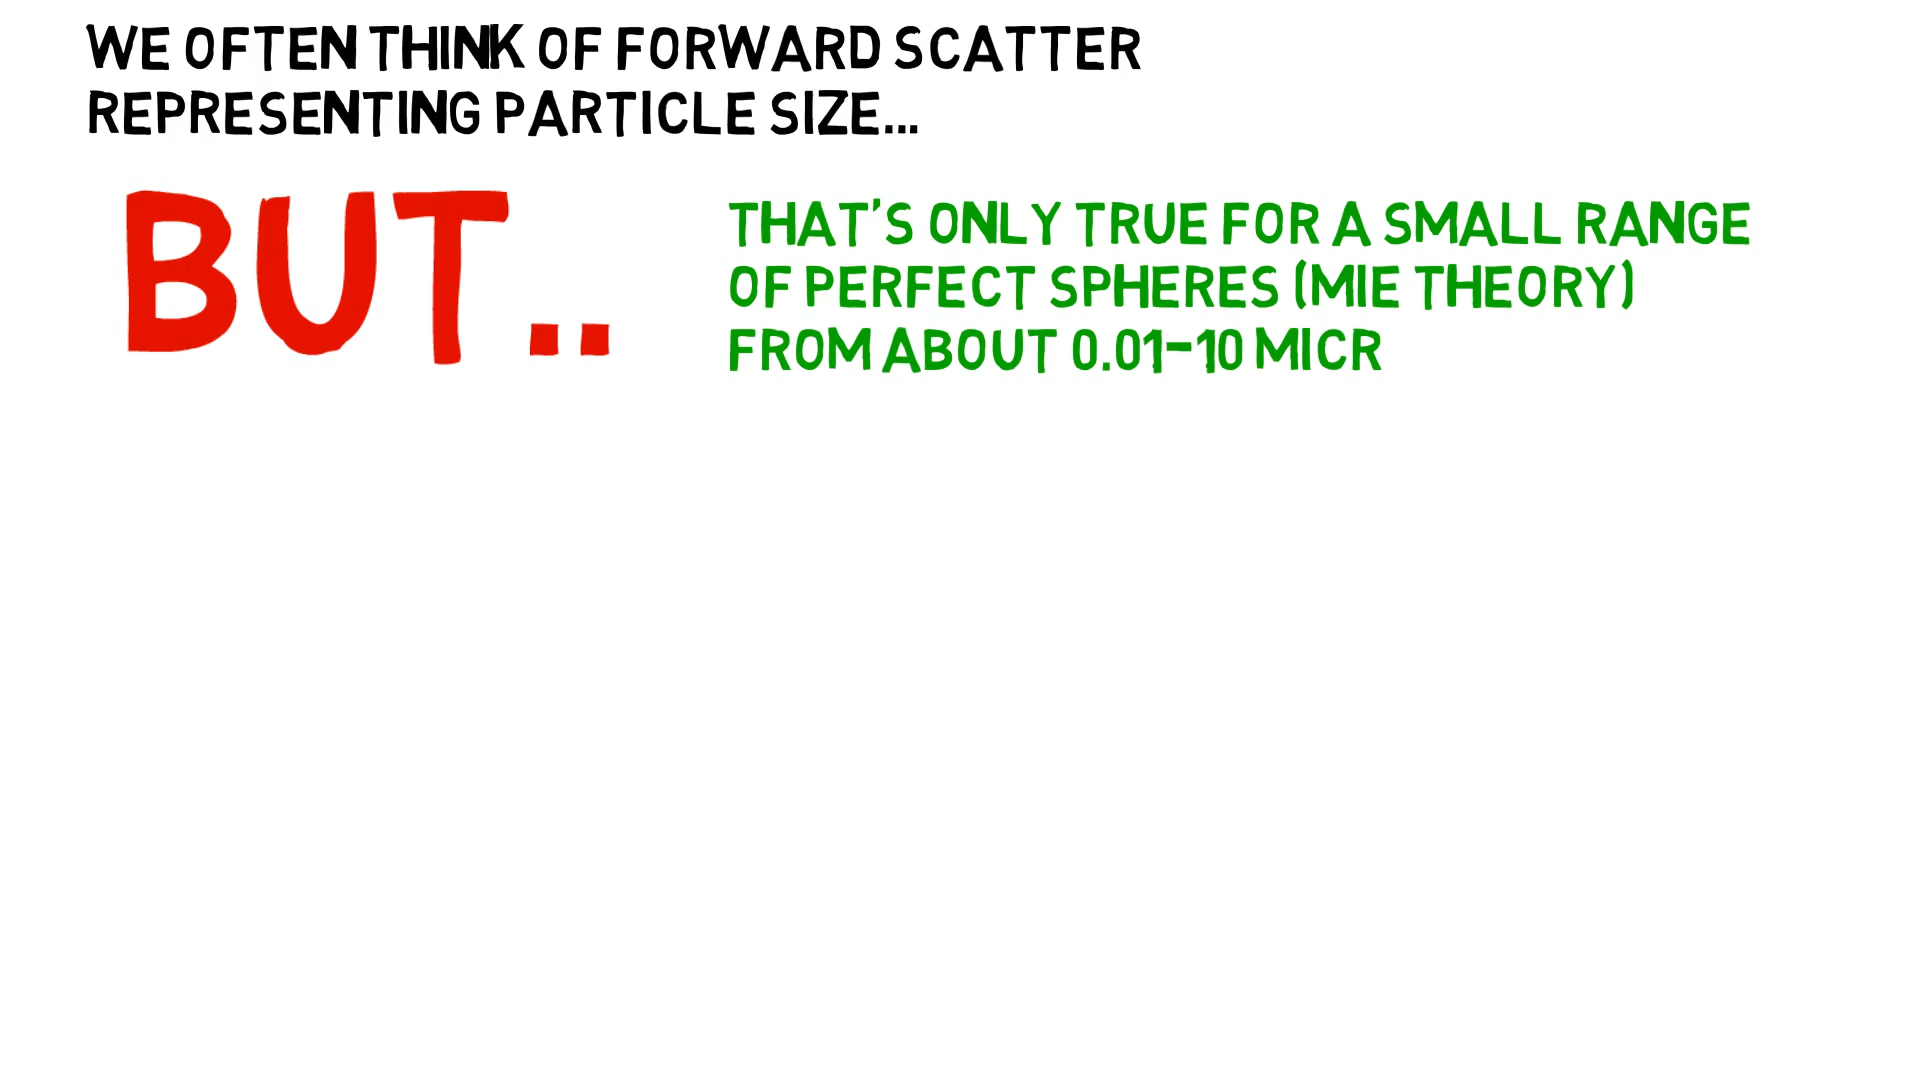 WE OFTEN THINK OF FORWARD SCATTER
REPRESENTING PARTICLE SIZE...
BUT..
THAT'S ONLY TRUE FOR A SMALL RANGE
OF PERFECT SPHERES (MIE THEORY)
FROM ABOUT 0.01-10 MICR